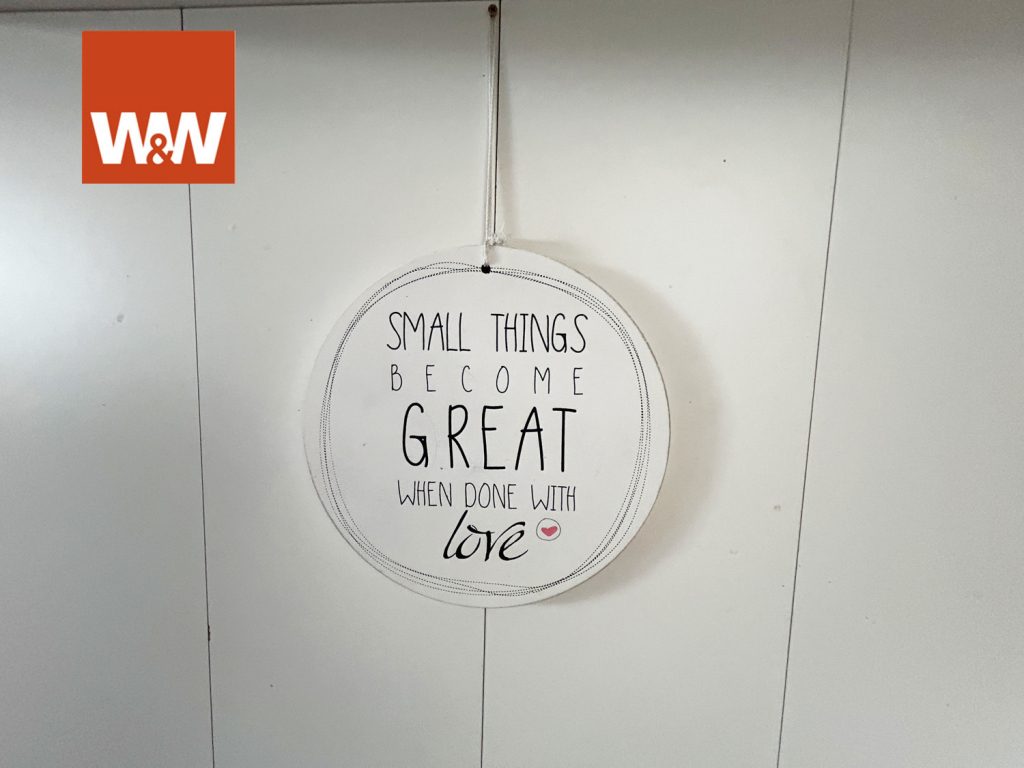 W&W
SMALL THINGS
BECOME
GREAT
WHEN DONE WITH
love